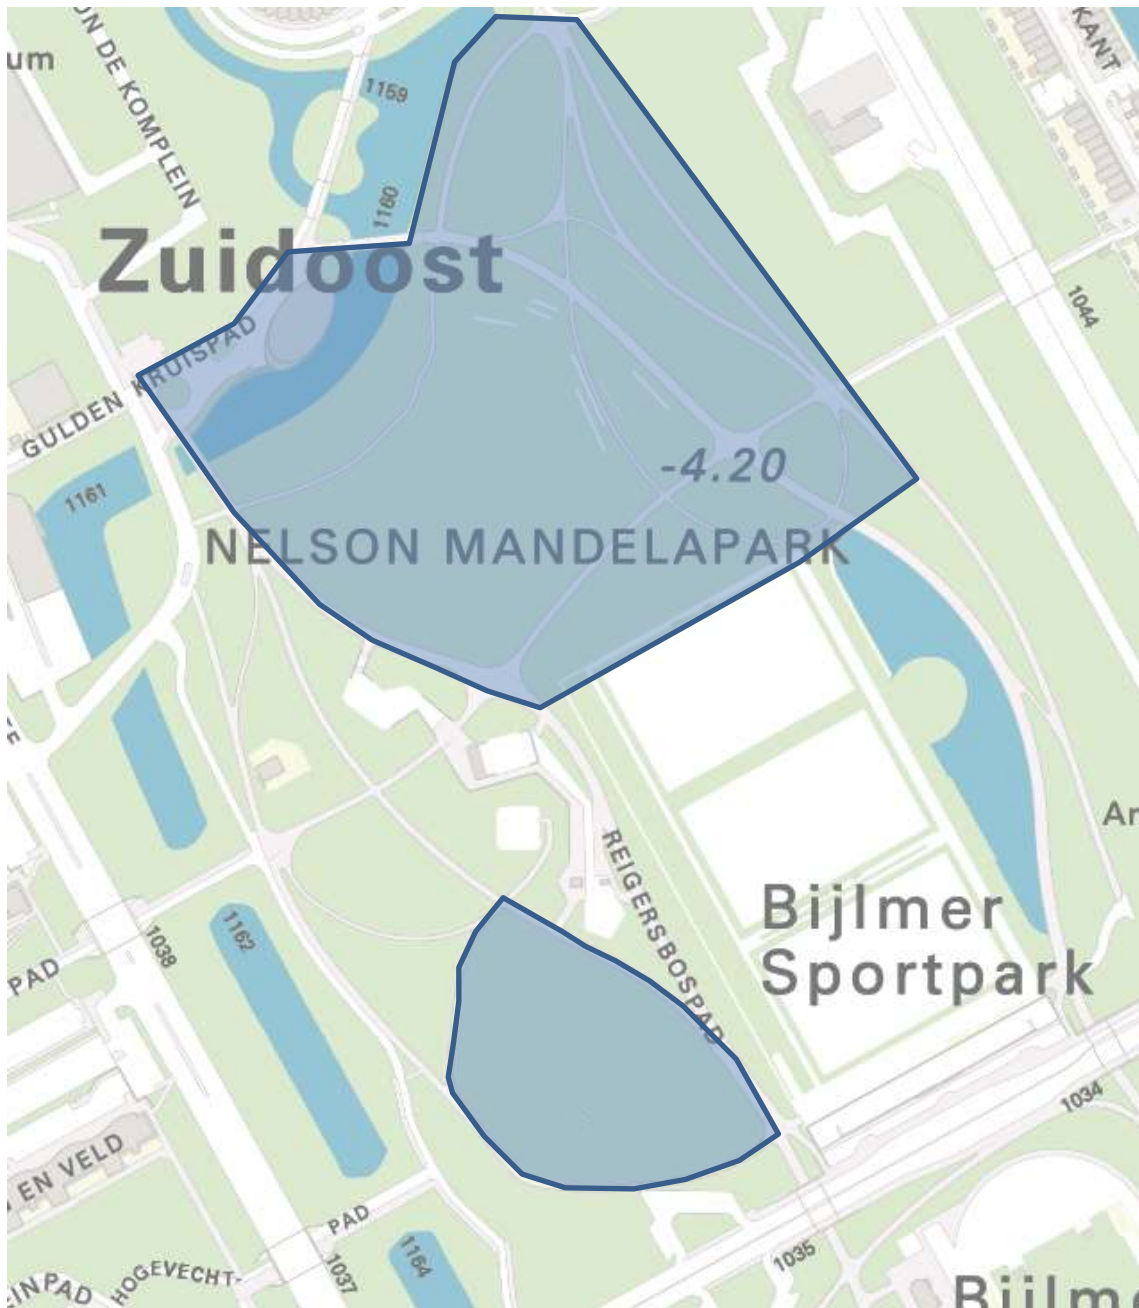 ON DE KOMPLEIN
KANT
um
1159
1160
Zuidoost
1044
GULDEN KRUISPAD
-4.20
1161
NELSON MANDELAPARK
Ar
REIGERSBOSPAD
Bijlmer
Sportpark
1162
1038
PAD
1034
EN VELD
PAD
1164
1035
1037
HOGEVECHT-
EINPAD
Bijlm